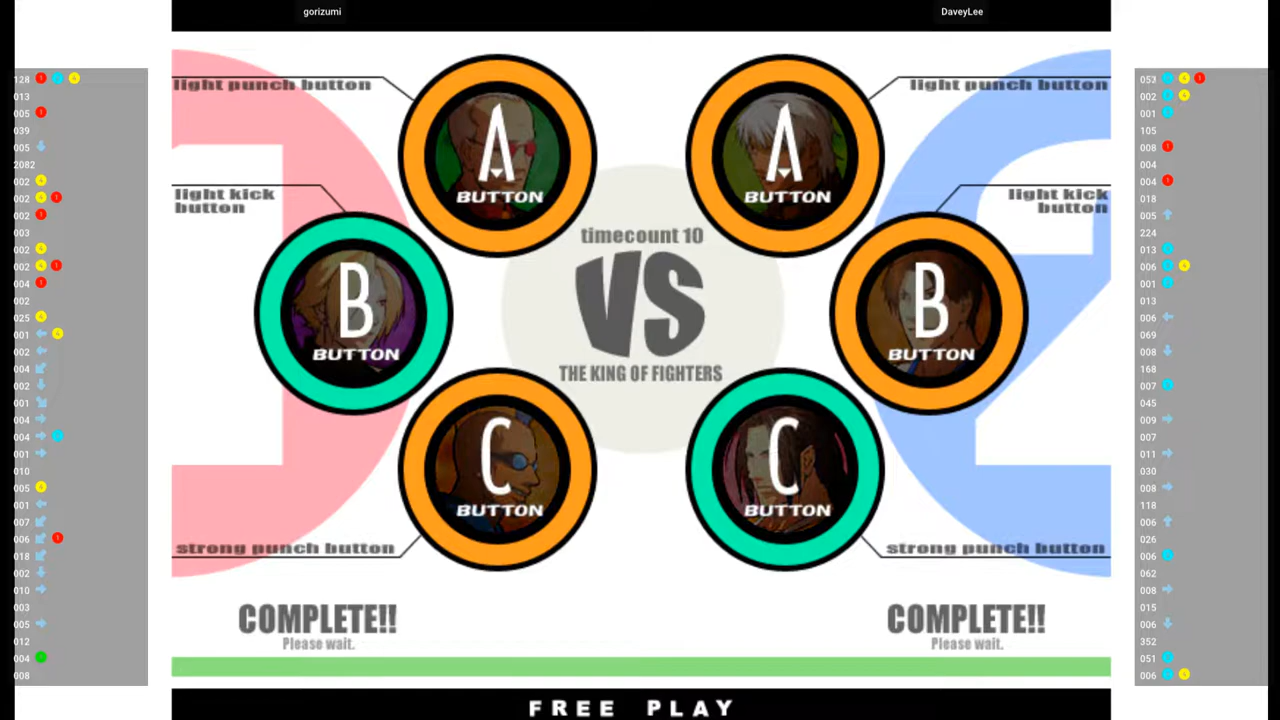 gorizumi
DaveyLee
light punch button
light punch button
A
BUTTON
A
BUTTON
light kick
button
light kick
button
timecount 10
VS
THE KING OF FIGHTERS
B
BUTTON
B
BUTTON
C
BUTTON
C
BUTTON
strong punch button
strong punch button
COMPLETE!!
Please wait.
COMPLETE!!
Please wait.
FREE PLAY
128
013
005
039
005
2082
002
002
002
003
002
002
004
002
025
001
002
004
002
001
004
004
001
010
005
001
007
006
018
002
010
003
005
012
004
008
053
002
001
105
008
004
004
018
005
224
013
006
001
013
006
069
008
168
007
045
009
007
011
030
008
118
006
026
006
062
008
015
006
352
051
006